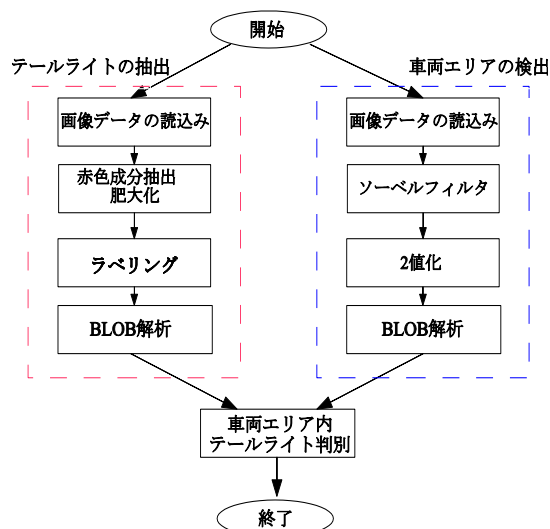 開始
テールライトの抽出
車両エリアの検出
画像データの読込み
赤色成分抽出
肥大化
ラベリング
BLOB解析
画像データの読込み
ソーベルフィルタ
2値化
BLOB解析
車両エリア内
テールライト判別
終了